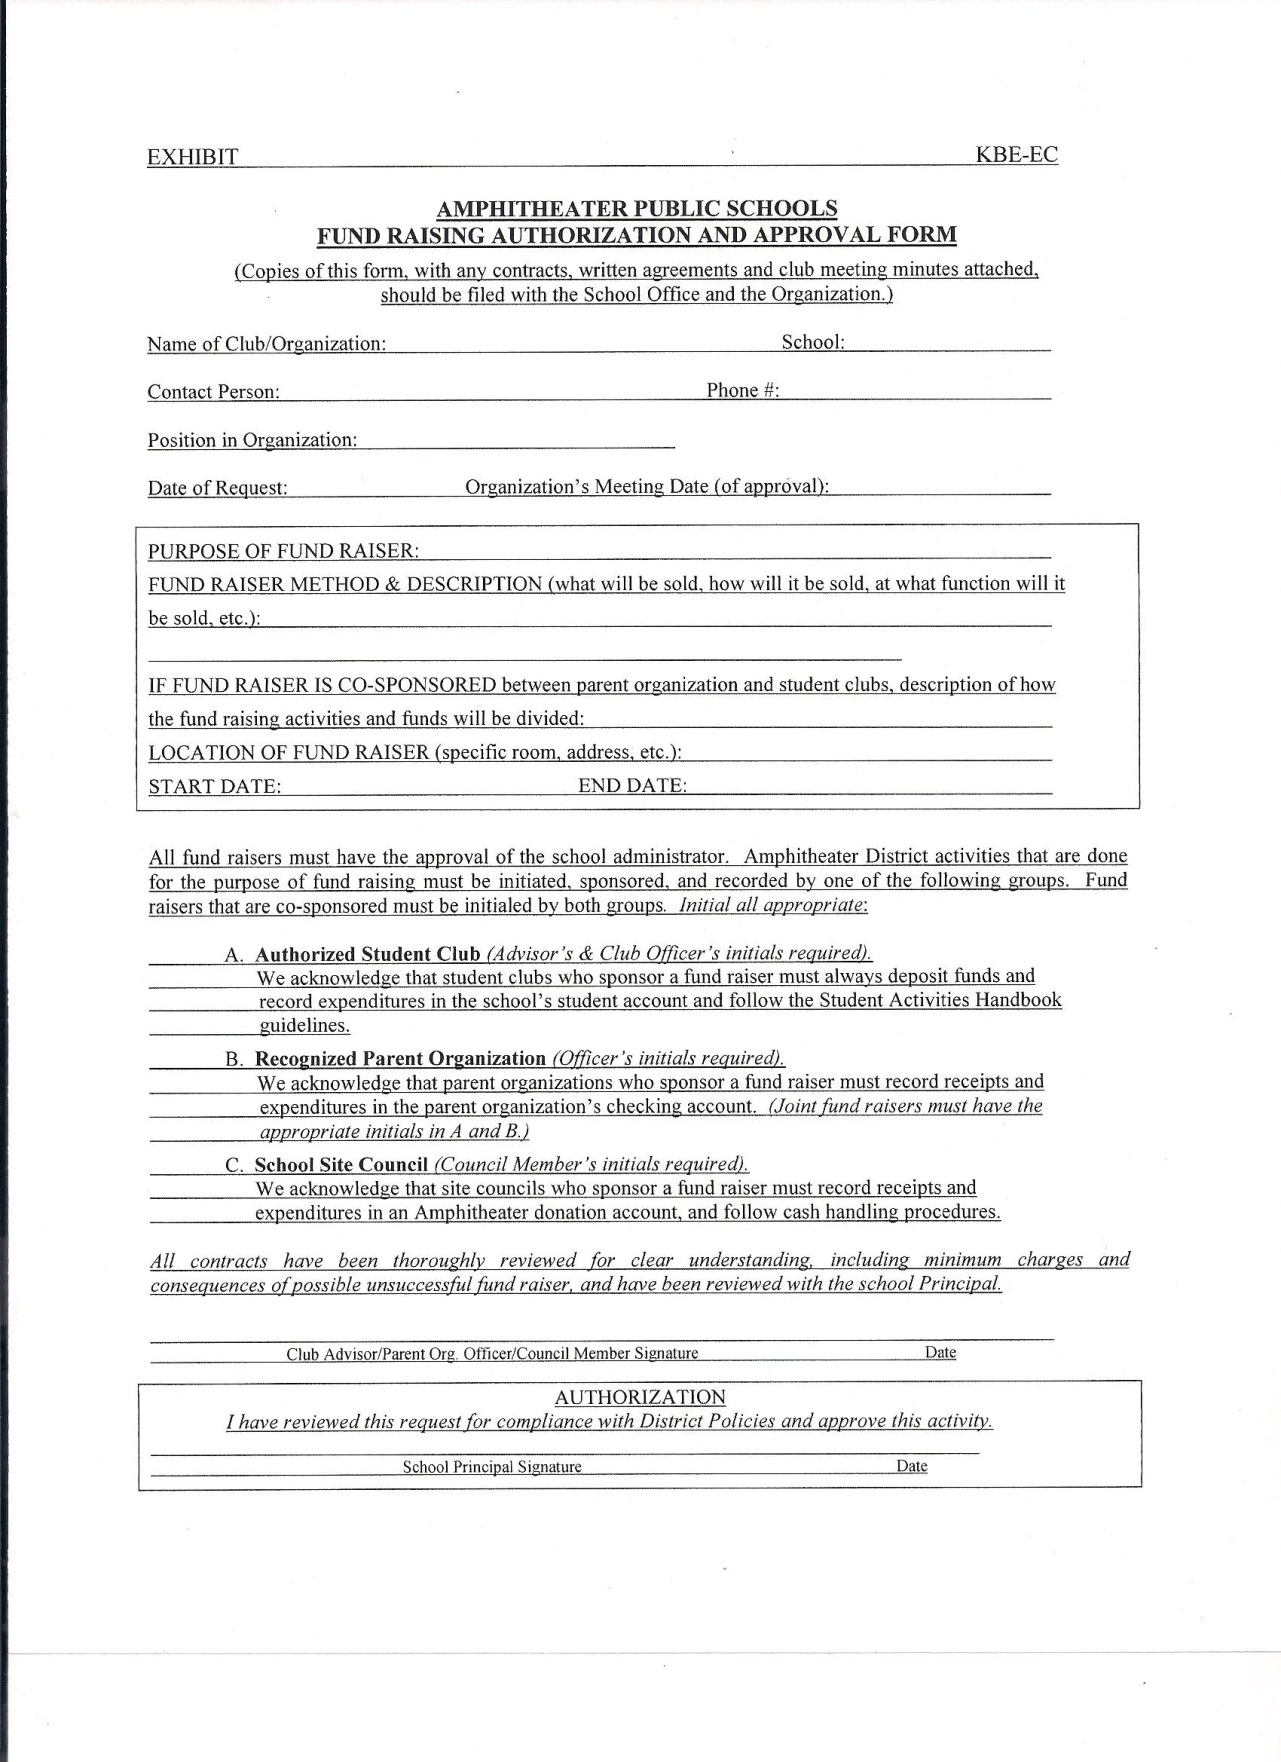 EXHIBIT KBE-EC
AMPHITHEATER PUBLIC SCHOOLS
FUND RAISING AUTHORIZATION AND APPROVAL FORM
(Copies of this form, with any contracts, written agreements and club meeting minutes attached,
should be filed with the School Office and the Organization.)
Name of Club/Organization: School:
Contact Person: Phone #:
Position in Organization:
Date of Request: Organization's Meeting Date (of approval):
PURPOSE OF FUND RAISER:
FUND RAISER METHOD & DESCRIPTION (what will be sold, how will it be sold, at what function will it
be sold, etc.):
IF FUND RAISER IS CO-SPONSORED between parent organization and student clubs, description of how
the fund raising activities and funds will be divided:
LOCATION OF FUND RAISER (specific room, address, etc.):
START DATE: END DATE:
All fund raisers must have the approval of the school administrator. Amphitheater District activities that are done
for the purpose of fund raising must be initiated, sponsored, and recorded by one of the following groups. Fund
raisers that are co-sponsored must be initialed by both groups. Initial all appropriate:
A. Authorized Student Club (Advisor's & Club Officer's initials required).
We acknowledge that student clubs who sponsor a fund raiser must always deposit funds and
record expenditures in the school's student account and follow the Student Activities Handbook
guidelines.
B. Recognized Parent Organization (Officer's initials required).
We acknowledge that parent organizations who sponsor a fund raiser must record receipts and
expenditures in the parent organization's checking account. (Joint fund raisers must have the
appropriate initials in A and B.)
C. School Site Council (Council Member's initials required).
We acknowledge that site councils who sponsor a fund raiser must record receipts and
expenditures in an Amphitheater donation account, and follow cash handling procedures.
All contracts have been thoroughly reviewed for clear understanding, including minimum charges and
consequences of possible unsuccessful fund raiser, and have been reviewed with the school Principal.
Club Advisor/Parent Org. Officer/Council Member Signature Date
AUTHORIZATION
I have reviewed this request for compliance with District Policies and approve this activity.
School Principal Signature Date